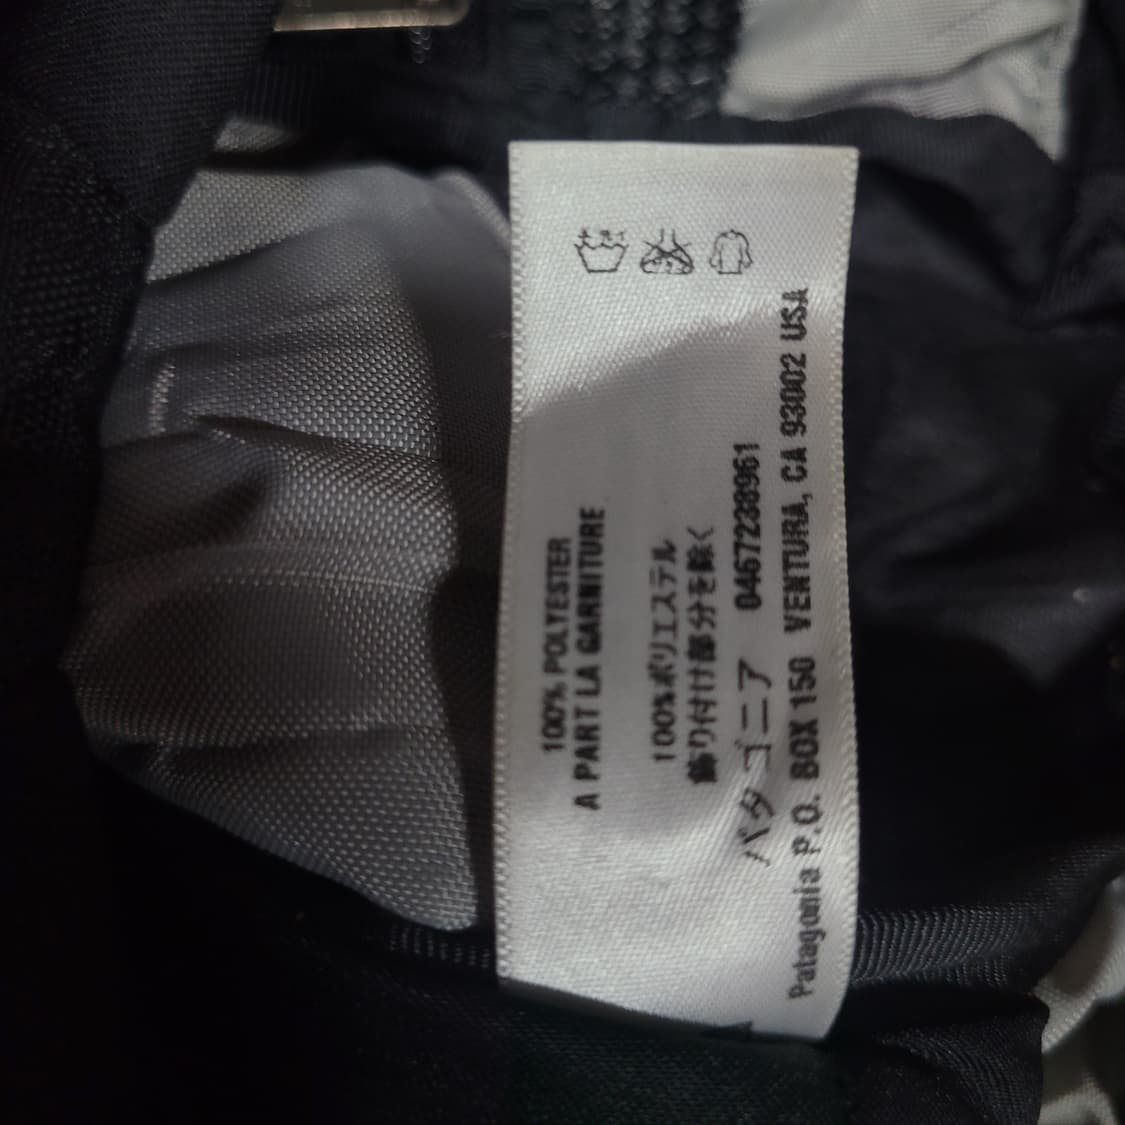 100% POLYESTER
A PART LA GARNITURE
100%ポリエステル
飾り付け部分を除く
パタゴニア 0467238961
Patagonia P.O. BOX 150 VENTURA, CA 93002 USA